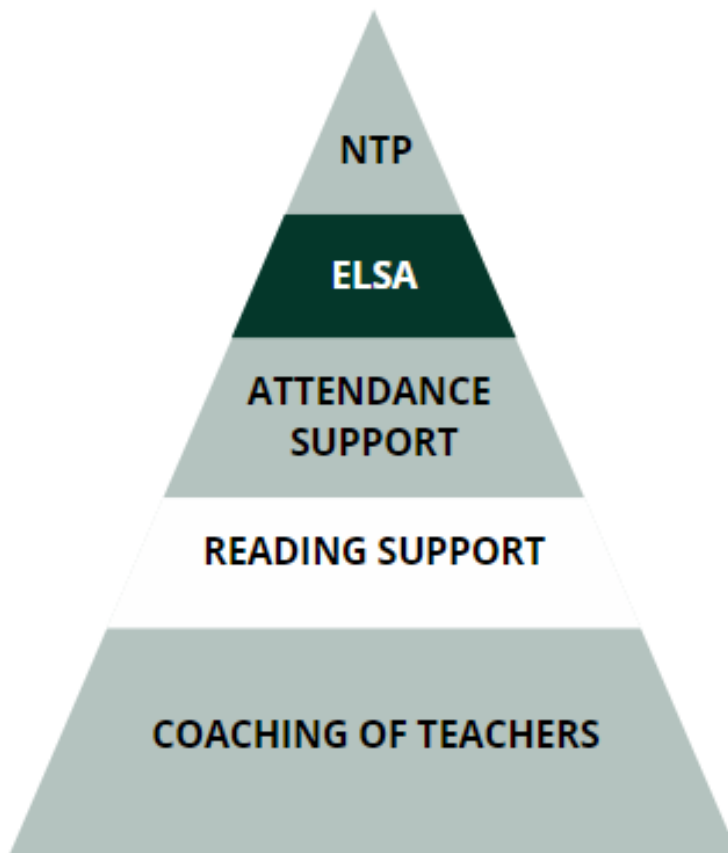 NTP
ELSA
ATTENDANCE
SUPPORT
READING SUPPORT
COACHING OF TEACHERS